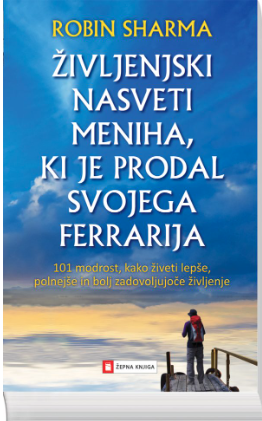 ROBIN SHARMA
ŽIVLJENJSKI
NASVETI
MENIHA,
KI JE PRODAL
SVOJEGA
FERRARIJA
101 modrost, kako živeti lepše,
polnejše in bolj zadovoljujoče življenje
ŽEPNA KNJIGA